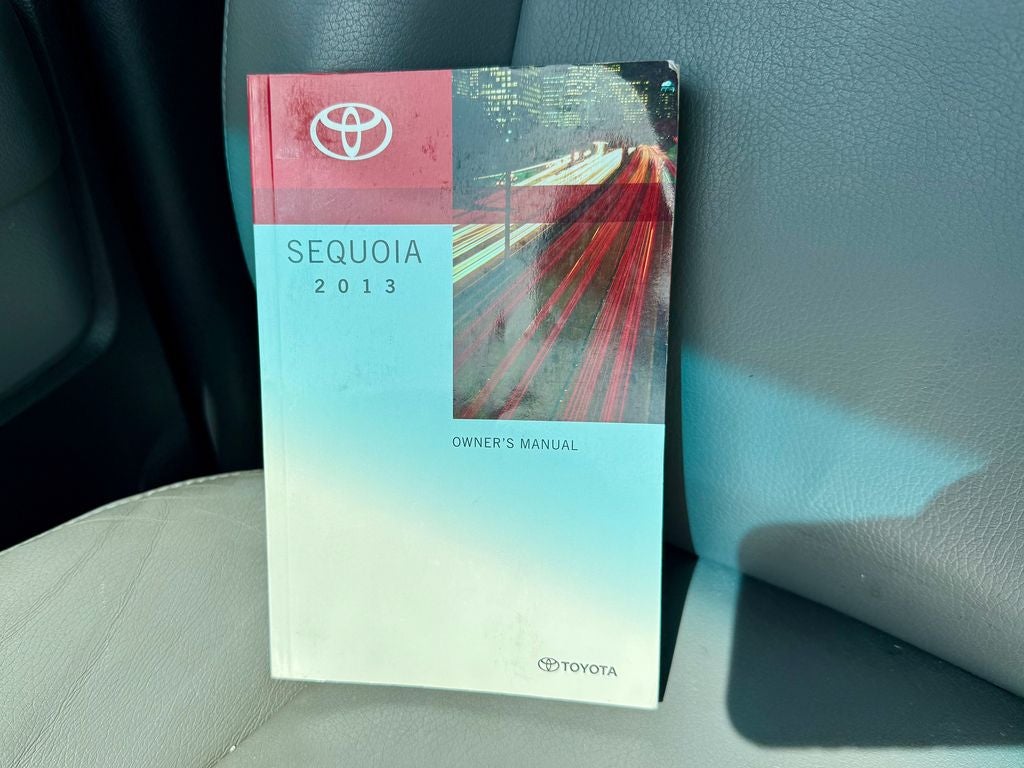 SEQUOIA
2013
OWNER'S MANUAL
TOYOTA